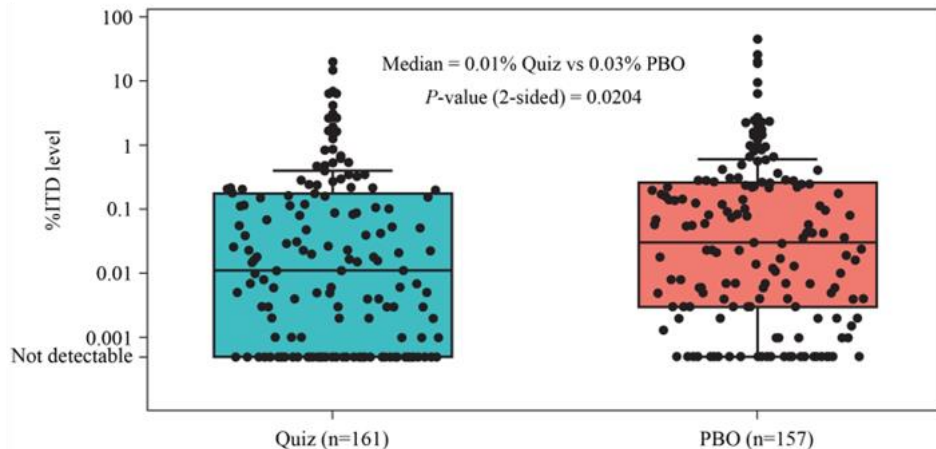 100
Median = 0.01% Quiz vs 0.03% PBO
P-value (2-sided) = 0.0204
10
1
%ITD level
0.1
0.01
0.001
Not detectable
Quiz (n=161)
PBO (n=157)